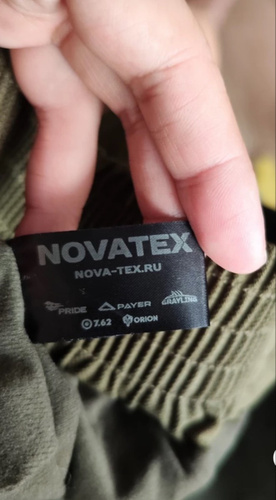 NOVATEX
NOVA-TEX.RU
PRIDE PAYER GRAYLING
7.62 ORION